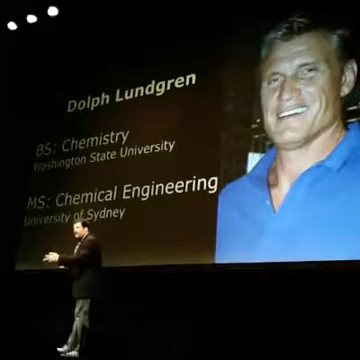 Dolph Lundgren
BS: Chemistry
Washington State University
MS: Chemical Engineering
University of Sydney